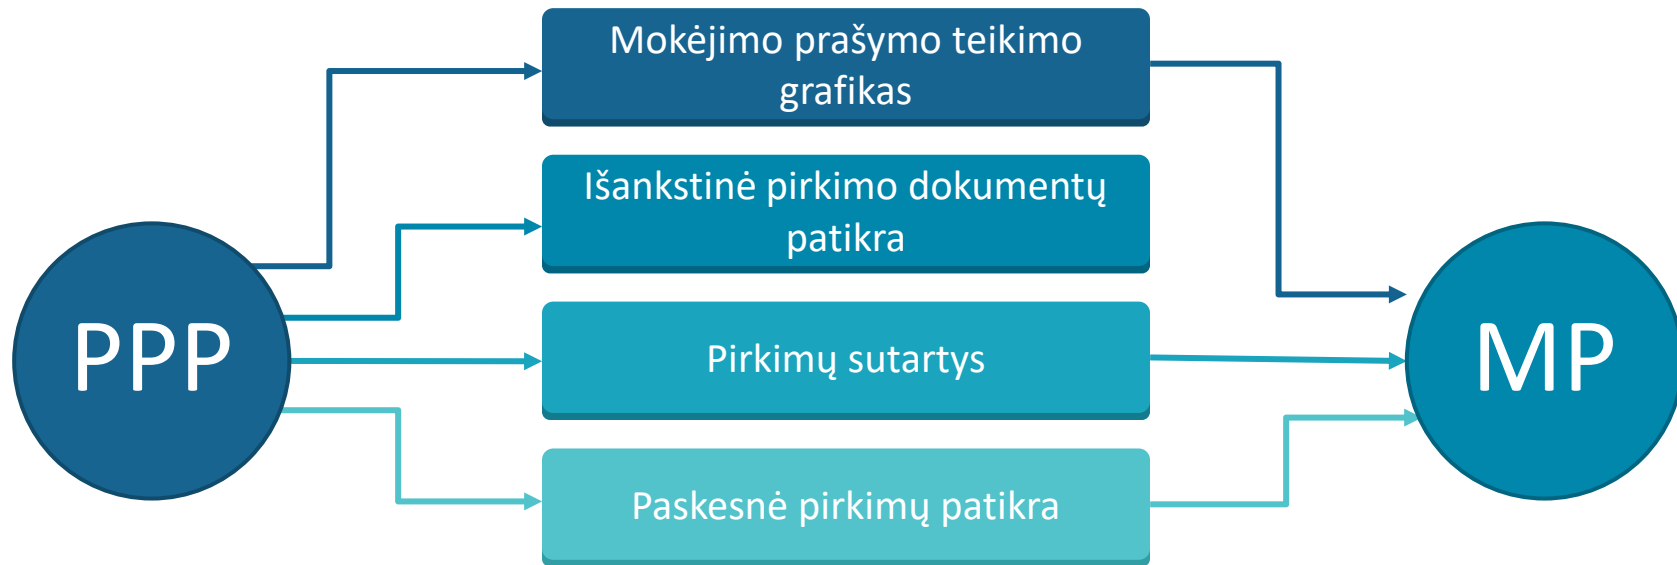 Mokėjimo prašymo teikimo
grafikas
Išankstinė pirkimo dokumentų
patikra
PPP
Pirkimų sutartys
MP
Paskesnė pirkimų patikra